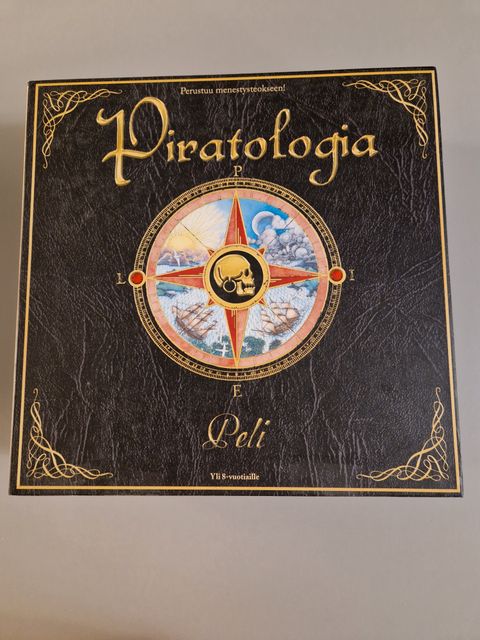 Perustuu menestysteokseen!
Piratologia
P
L I
E
Peli
Yli 8-vuotiaille